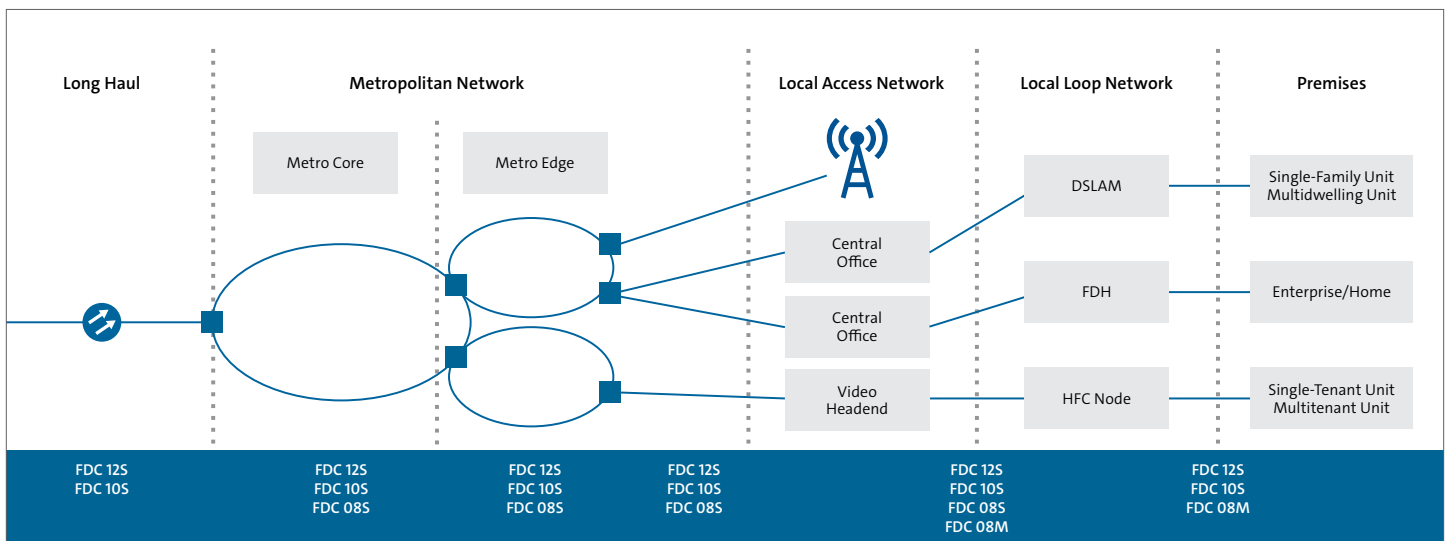 Long Haul
Metropolitan Network
Local Access Network
Local Loop Network
Premises
Metro Core
Metro Edge
DSLAM
Single-Family Unit
Multidwelling Unit
Central
Office
FDH
Enterprise/Home
Central
Office
Video
Headend
HFC Node
Single-Tenant Unit
Multitenant Unit
FDC 12S
FDC 10S
FDC 12S
FDC 10S
FDC 08S
FDC 12S
FDC 10S
FDC 08S
FDC 12S
FDC 10S
FDC 08S
FDC 12S
FDC 10S
FDC 08S
FDC 08M
FDC 12S
FDC 10S
FDC 08M